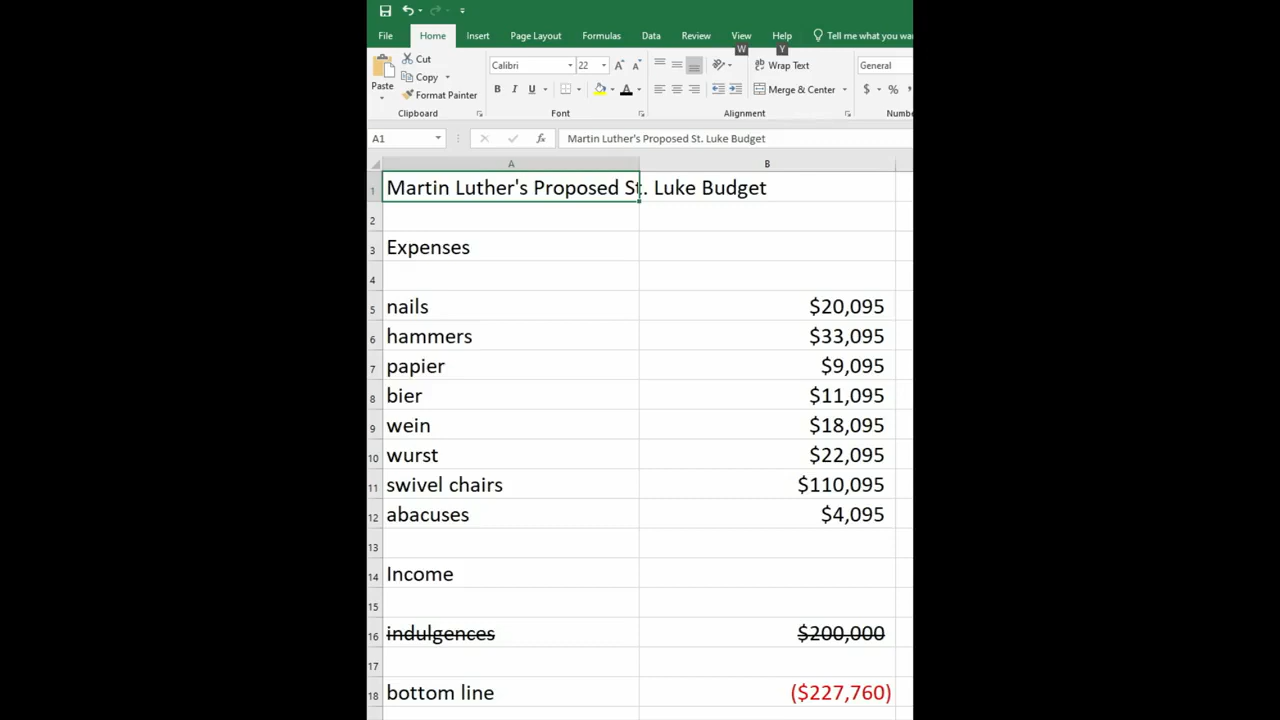 File Home Insert Page Layout Formulas Data Review View Help Tell me what you wa
W Y
Cut
Copy
Format Painter
Paste
Clipboard
Calibri 22 A A
B I U A
Font
Wrap Text
Merge & Center
Alignment
General
$ % ,
Numb
A1 fx Martin Luther's Proposed St. Luke Budget
A B
1 Martin Luther's Proposed St. Luke Budget
2
3 Expenses
4
5 nails $20,095
6 hammers $33,095
7 papier $9,095
8 bier $11,095
9 wein $18,095
10 wurst $22,095
11 swivel chairs $110,095
12 abacuses $4,095
13
14 Income
15
16 indulgences $200,000
17
18 bottom line ($227,760)